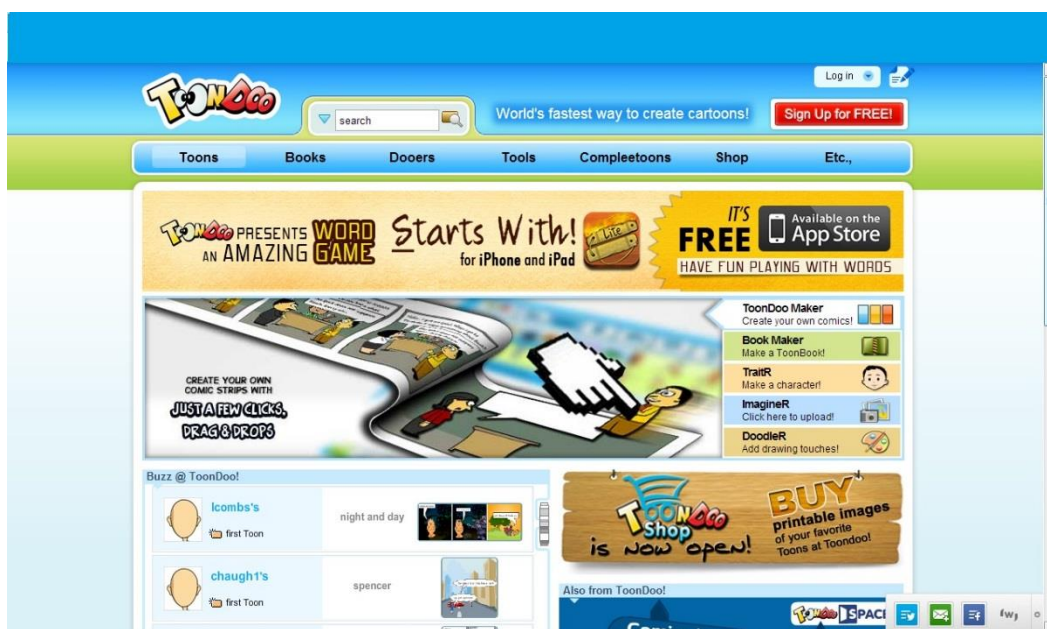 TOONDOO
search
World's fastest way to create cartoons!
Log in
Sign Up for FREE!
Toons Books Dooers Tools Compleetoons Shop Etc.,
TOONDOO PRESENTS
AN AMAZING
WORD
GAME
Starts With!
Lite
for iPhone and iPad
IT'S
FREE
Available on the
App Store
HAVE FUN PLAYING WITH WORDS
CREATE YOUR OWN
COMIC STRIPS WITH
JUST A FEW CLICKS,
DRAG & DROPS
ToonDoo Maker
Create your own comics!
Book Maker
Make a ToonBook!
TraitR
Make a character!
ImagineR
Click here to upload!
DoodleR
Add drawing touches!
Buzz @ ToonDoo!
lcombs's
first Toon
night and day
chaugh1's
first Toon
spencer
TOONDOO
Shop
is now open!
BUY
printable images
of your favorite
Toons at Toondoo!
Also from ToonDoo!
TOONDOO SPACE